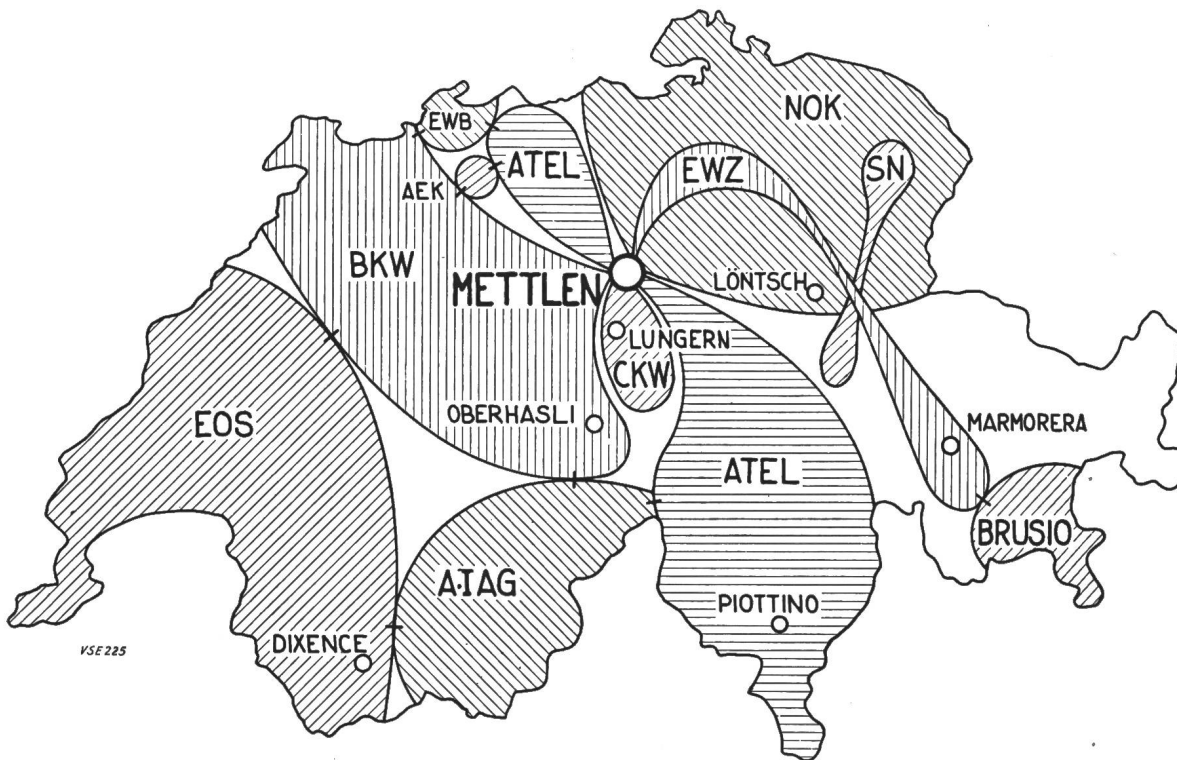 NOK
EWB
ATEL
EWZ
SN
AEK
BKW
METTLEN
LÖNTSCH
LUNGERN
CKW
OBERHASLI
EOS
MARMORERA
ATEL
BRUSIO
A·IAG
PIOTTINO
DIXENCE
VSE 225